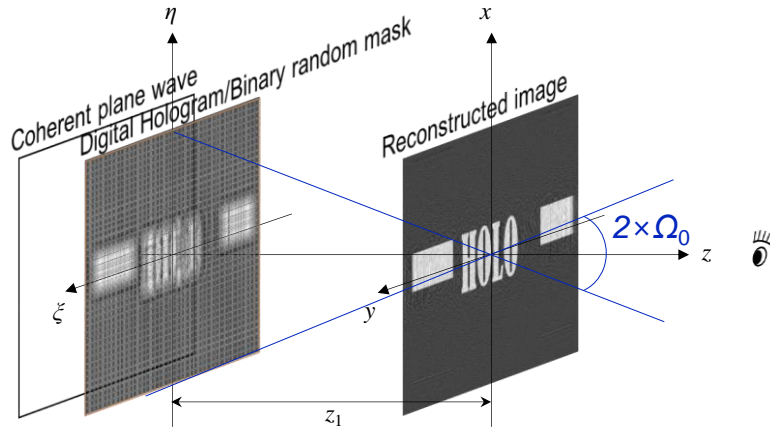 η
x
Coherent plane wave
Digital Hologram/Binary random mask
Reconstructed image
HOLO
2×Ω₀
z
ξ
y
z₁